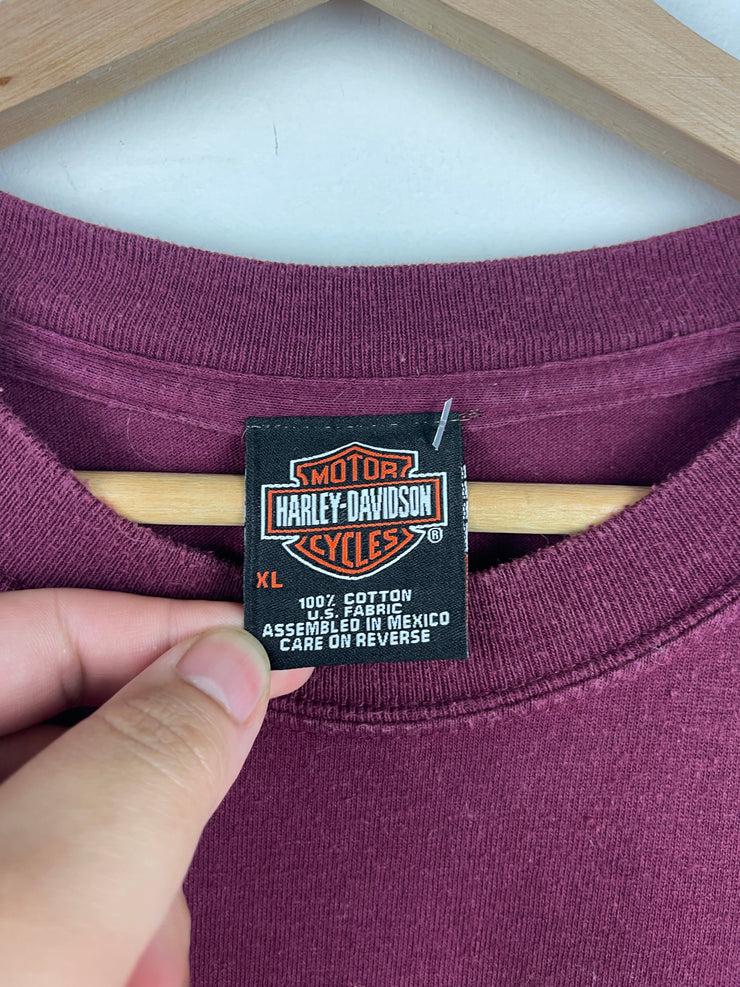 MOTOR
HARLEY-DAVIDSON
CYCLES
®
XL
100% COTTON
U.S. FABRIC
ASSEMBLED IN MEXICO
CARE ON REVERSE